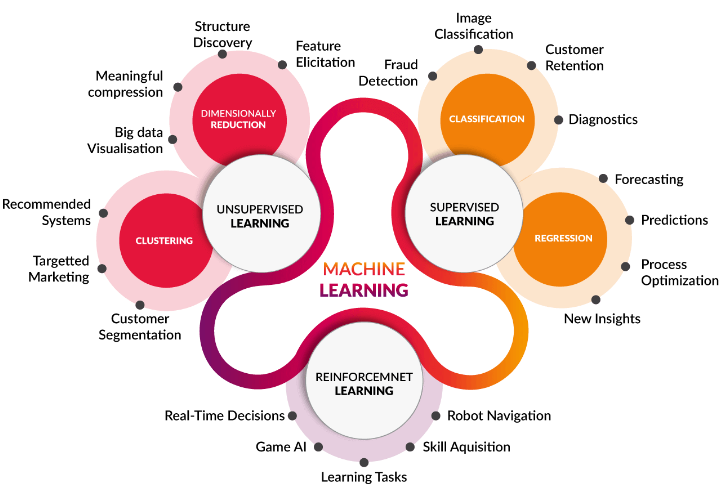 Structure
Discovery
Feature
Elicitation
Meaningful
compression
Big data
Visualisation
DIMENSIONALLY
REDUCTION
UNSUPERVISED
LEARNING
Recommended
Systems
Targetted
Marketing
Customer
Segmentation
CLUSTERING
Image
Classification
Fraud
Detection
Customer
Retention
Diagnostics
CLASSIFICATION
SUPERVISED
LEARNING
Forecasting
Predictions
Process
Optimization
New Insights
REGRESSION
MACHINE
LEARNING
REINFORCEMNET
LEARNING
Real-Time Decisions
Game AI
Learning Tasks
Skill Aquisition
Robot Navigation